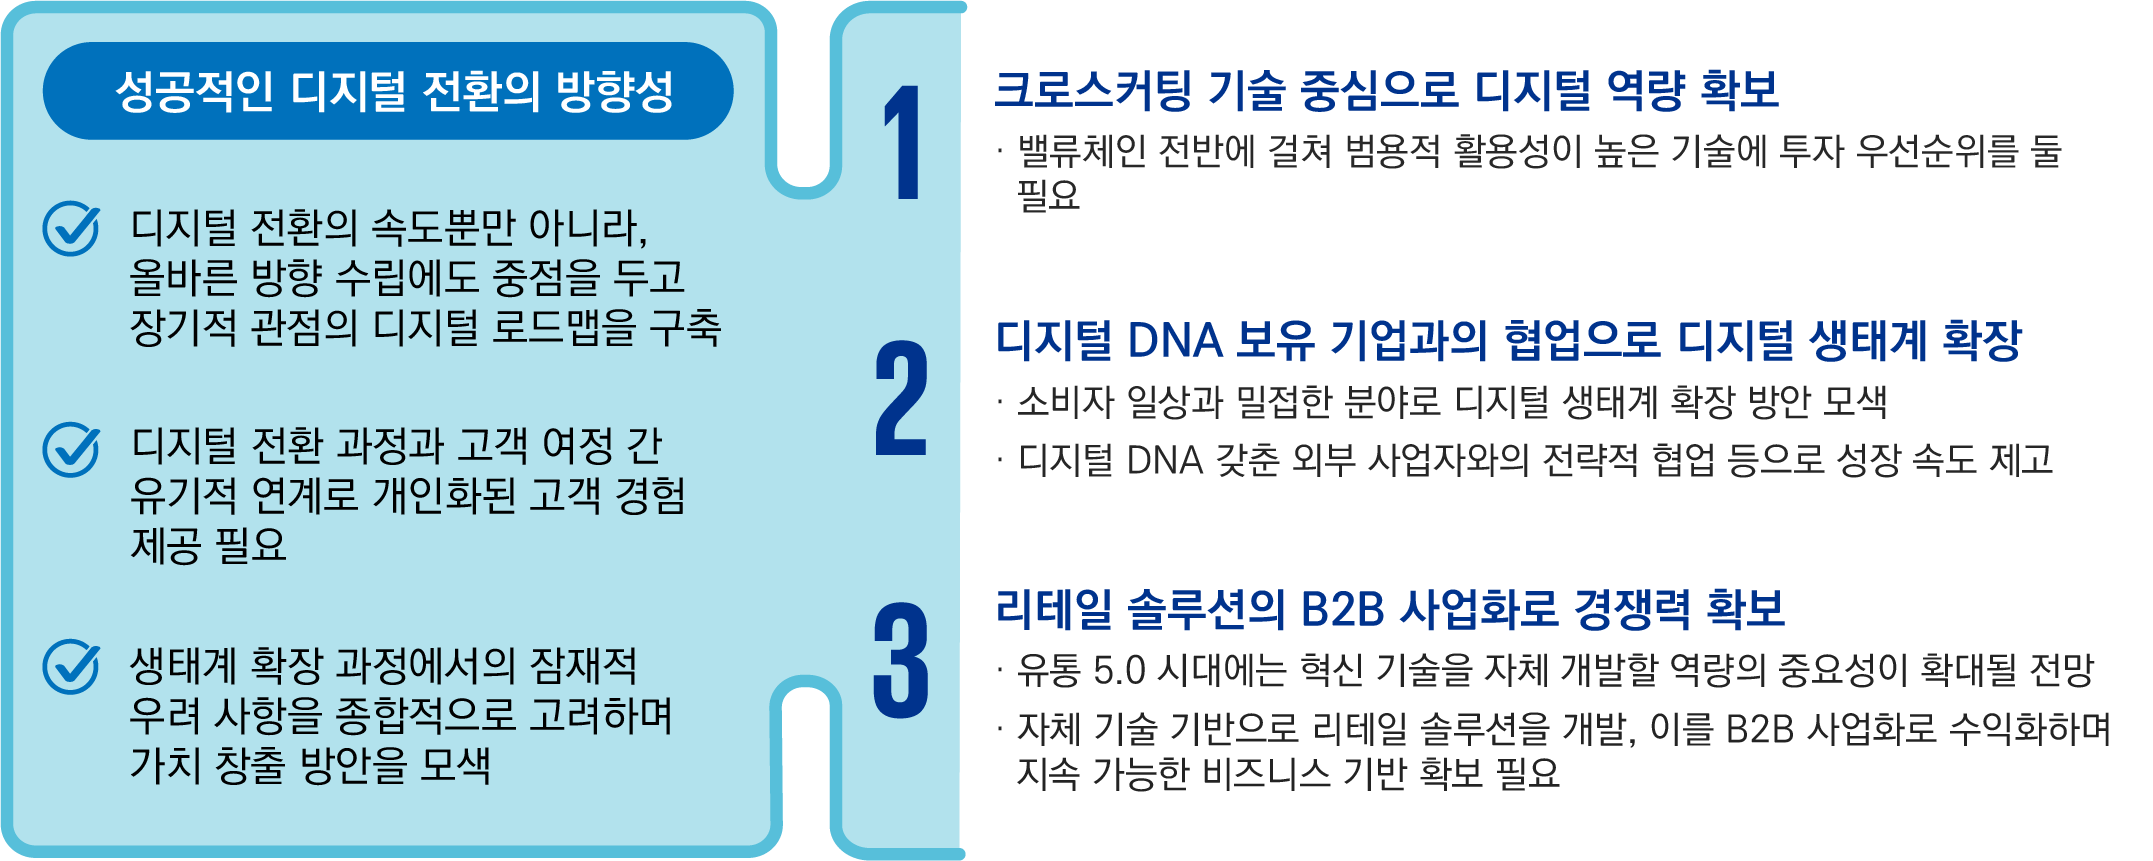 성공적인 디지털 전환의 방향성
디지털 전환의 속도뿐만 아니라,
올바른 방향 수립에도 중점을 두고
장기적 관점의 디지털 로드맵을 구축
디지털 전환 과정과 고객 여정 간
유기적 연계로 개인화된 고객 경험
제공 필요
생태계 확장 과정에서의 잠재적
우려 사항을 종합적으로 고려하며
가치 창출 방안을 모색
1
크로스커팅 기술 중심으로 디지털 역량 확보
· 밸류체인 전반에 걸쳐 범용적 활용성이 높은 기술에 투자 우선순위를 둘
필요
2
디지털 DNA 보유 기업과의 협업으로 디지털 생태계 확장
· 소비자 일상과 밀접한 분야로 디지털 생태계 확장 방안 모색
· 디지털 DNA 갖춘 외부 사업자와의 전략적 협업 등으로 성장 속도 제고
3
리테일 솔루션의 B2B 사업화로 경쟁력 확보
· 유통 5.0 시대에는 혁신 기술을 자체 개발할 역량의 중요성이 확대될 전망
· 자체 기술 기반으로 리테일 솔루션을 개발, 이를 B2B 사업화로 수익화하며
지속 가능한 비즈니스 기반 확보 필요